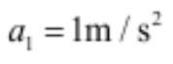 a₁ = 1m / s²